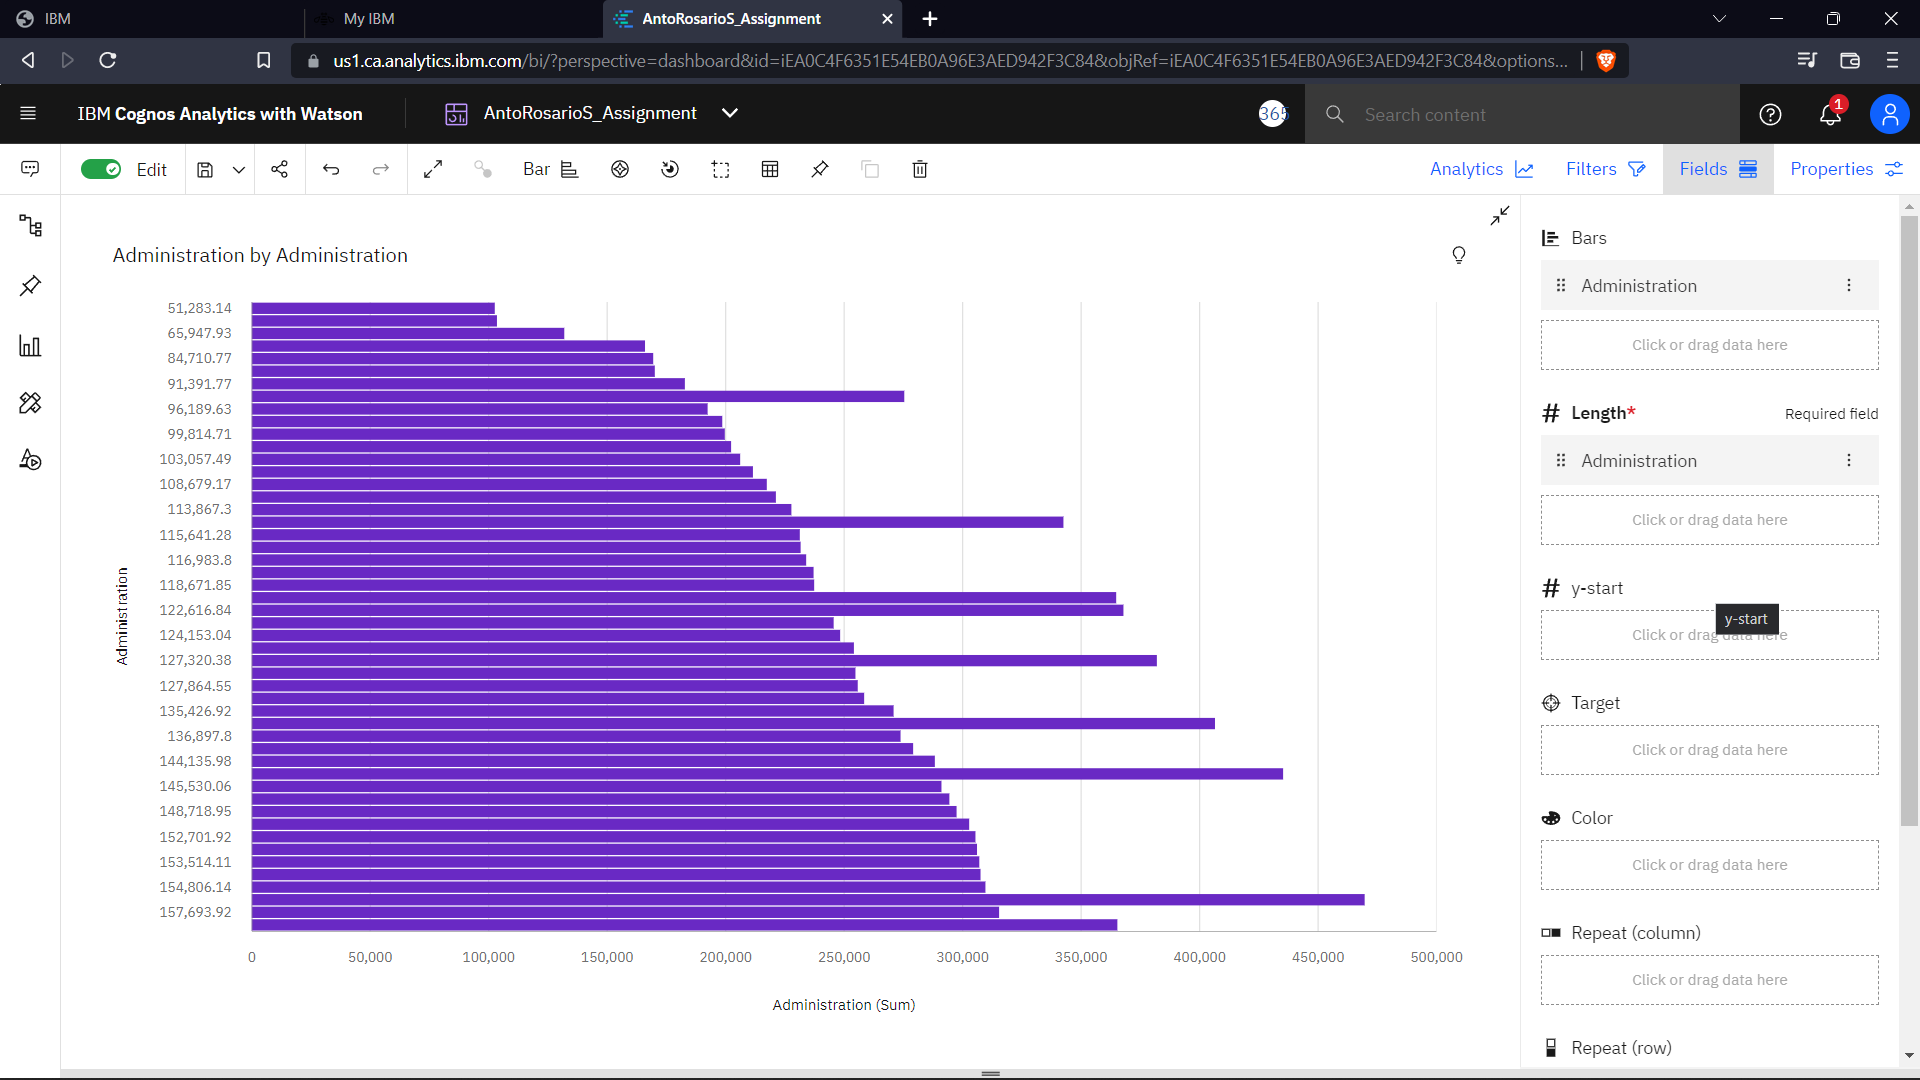 IBM
My IBM
AntoRosarioS_Assignment
us1.ca.analytics.ibm.com/bi/?perspective=dashboard&id=iEA0C4F6351E54EB0A96E3AED942F3C84&objRef=iEA0C4F6351E54EB0A96E3AED942F3C84&options...
IBM Cognos Analytics with Watson
AntoRosarioS_Assignment
365
Search content
1
Edit
Bar
Analytics
Filters
Fields
Properties
Administration by Administration
51,283.14
65,947.93
84,710.77
91,391.77
96,189.63
99,814.71
103,057.49
108,679.17
113,867.3
115,641.28
116,983.8
118,671.85
122,616.84
124,153.04
127,320.38
127,864.55
135,426.92
136,897.8
144,135.98
145,530.06
148,718.95
152,701.92
153,514.11
154,806.14
157,693.92
Administration
0 50,000 100,000 150,000 200,000 250,000 300,000 350,000 400,000 450,000 500,000
Administration (Sum)
Bars
Administration
Click or drag data here
Length* Required field
Administration
Click or drag data here
y-start
y-start
Click or drag data here
Target
Click or drag data here
Color
Click or drag data here
Repeat (column)
Click or drag data here
Repeat (row)